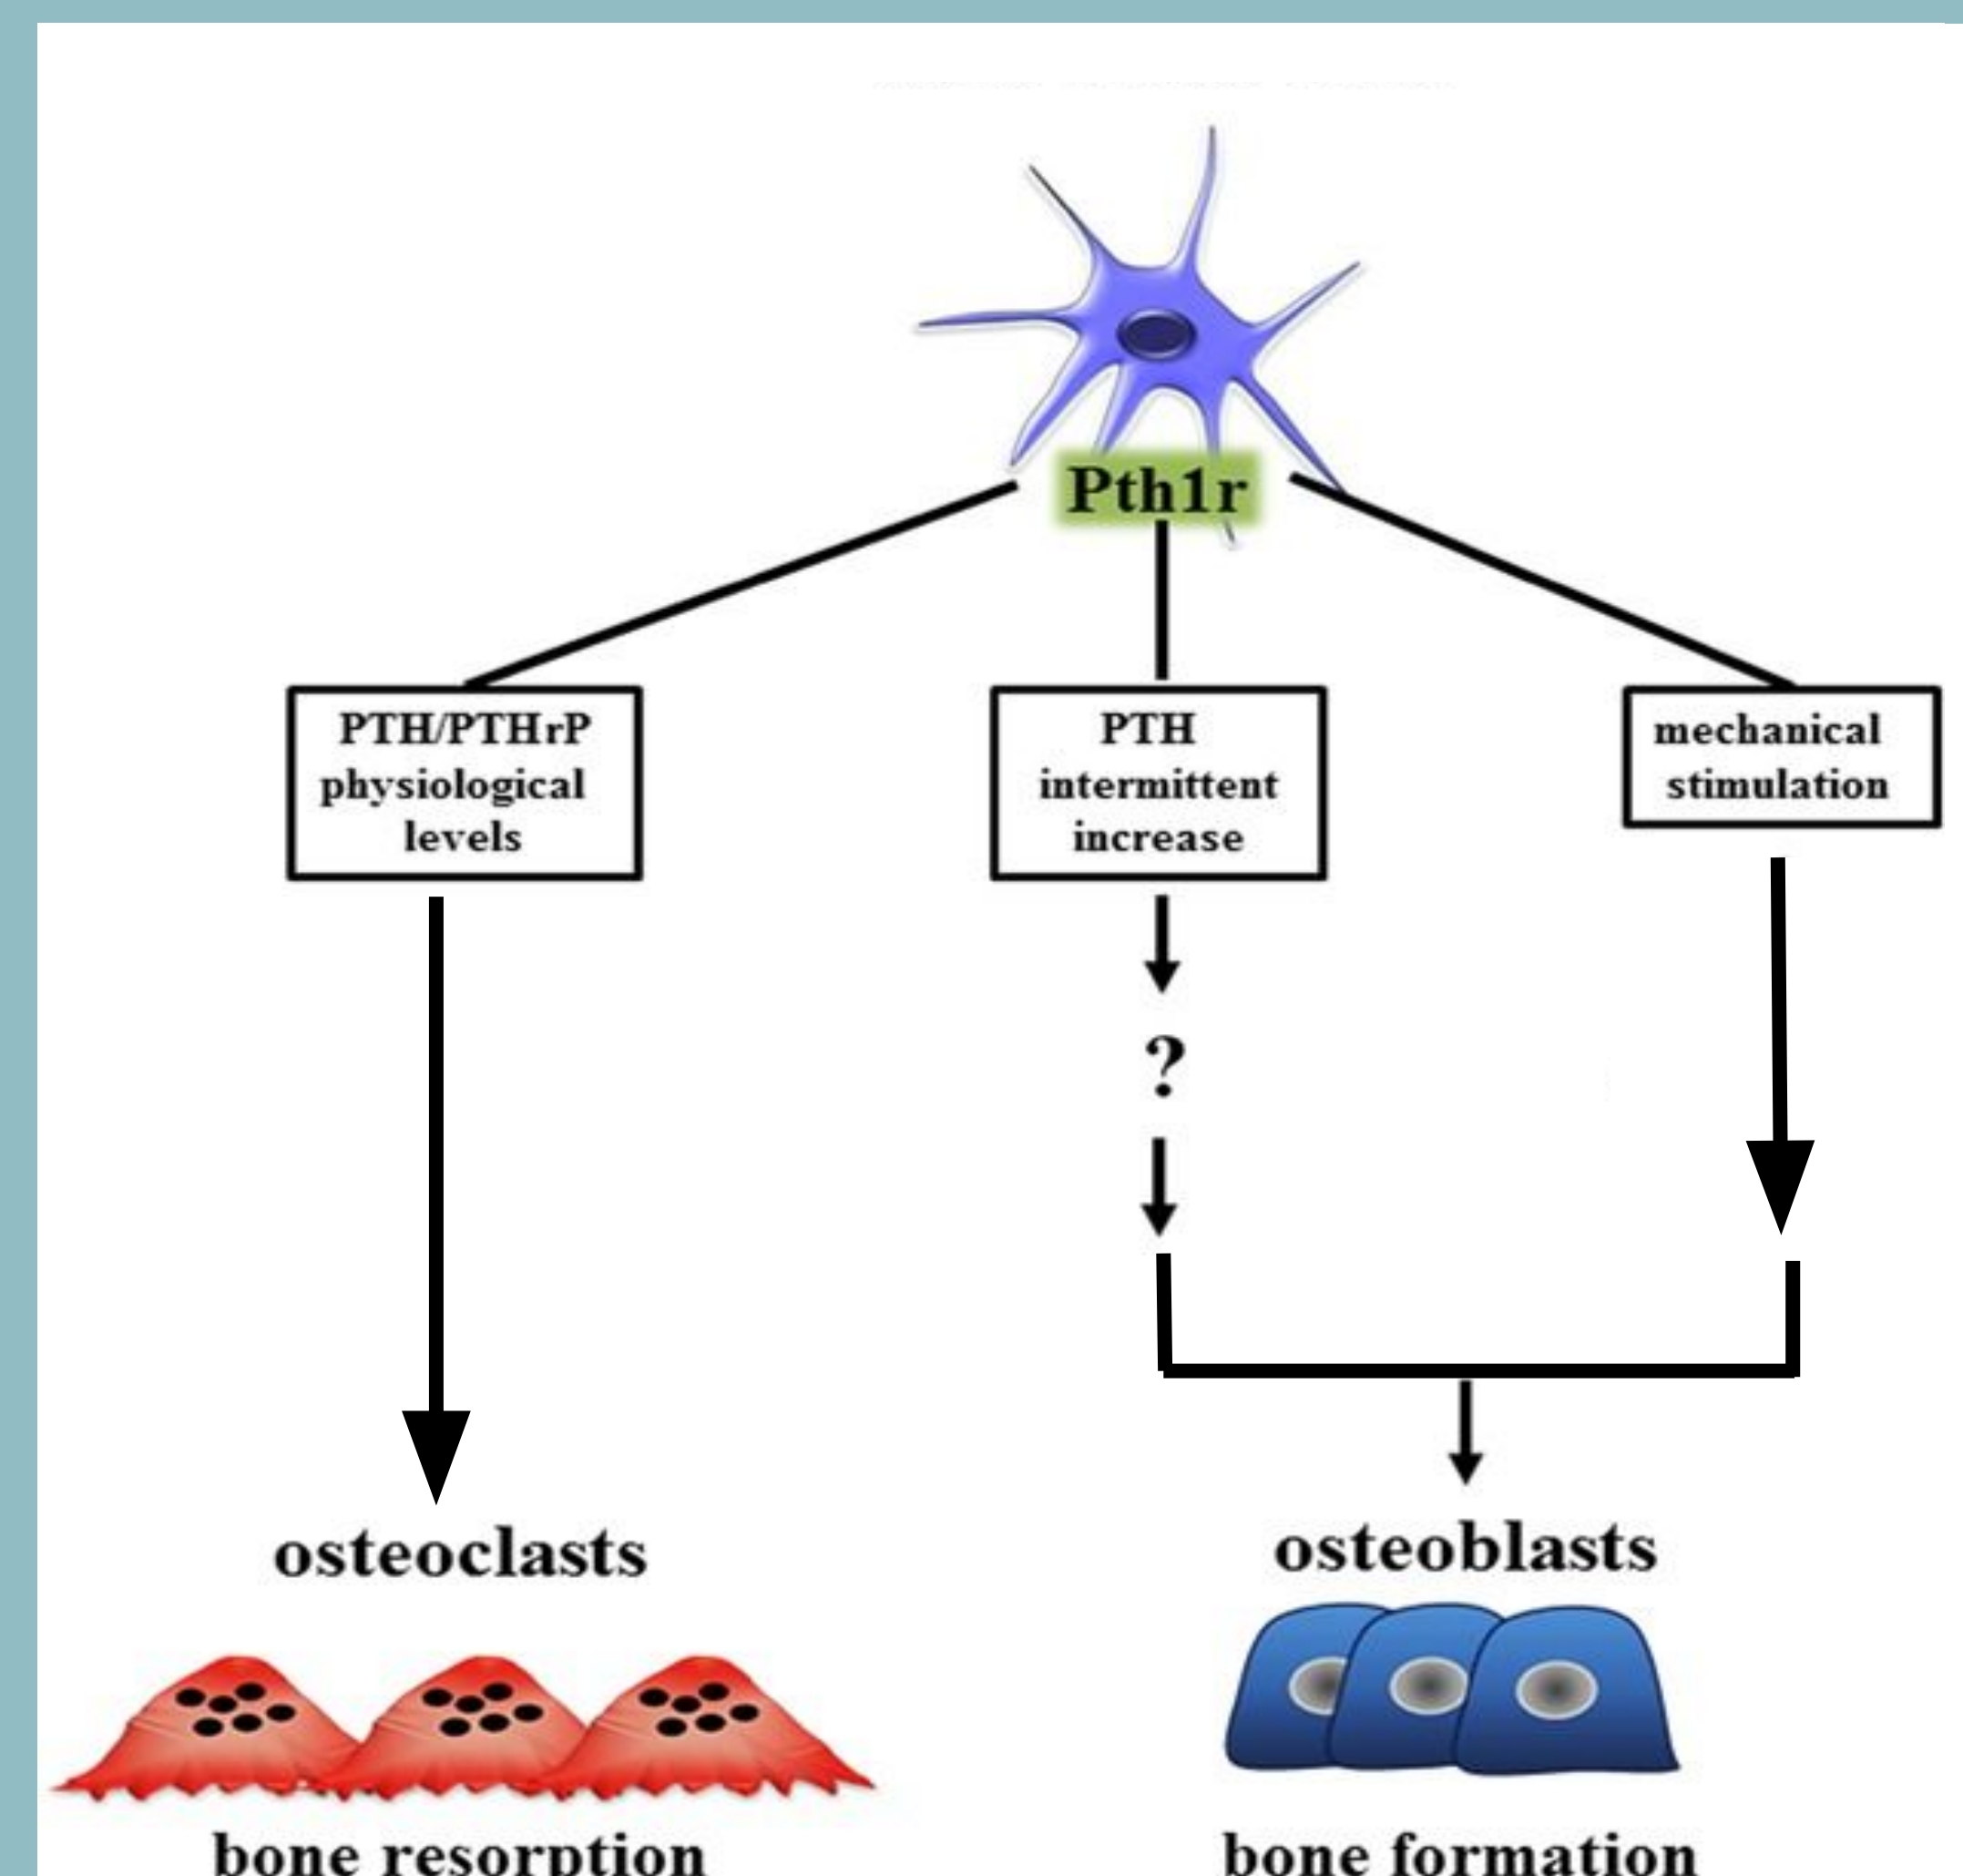 Pth1r
PTH/PTHrP
physiological
levels
PTH
intermittent
increase
mechanical
stimulation
?
osteoclasts
osteoblasts
bone resorption
bone formation